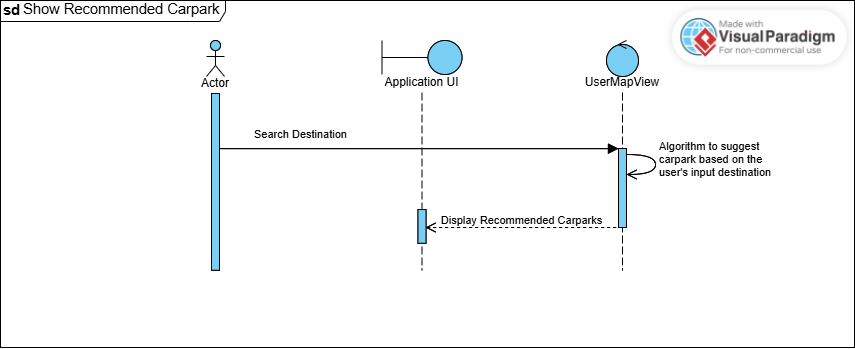 sd Show Recommended Carpark
Made with
Visual Paradigm
For non-commercial use
Actor
Application UI
UserMapView
Search Destination
Algorithm to suggest
carpark based on the
user's input destination
Display Recommended Carparks